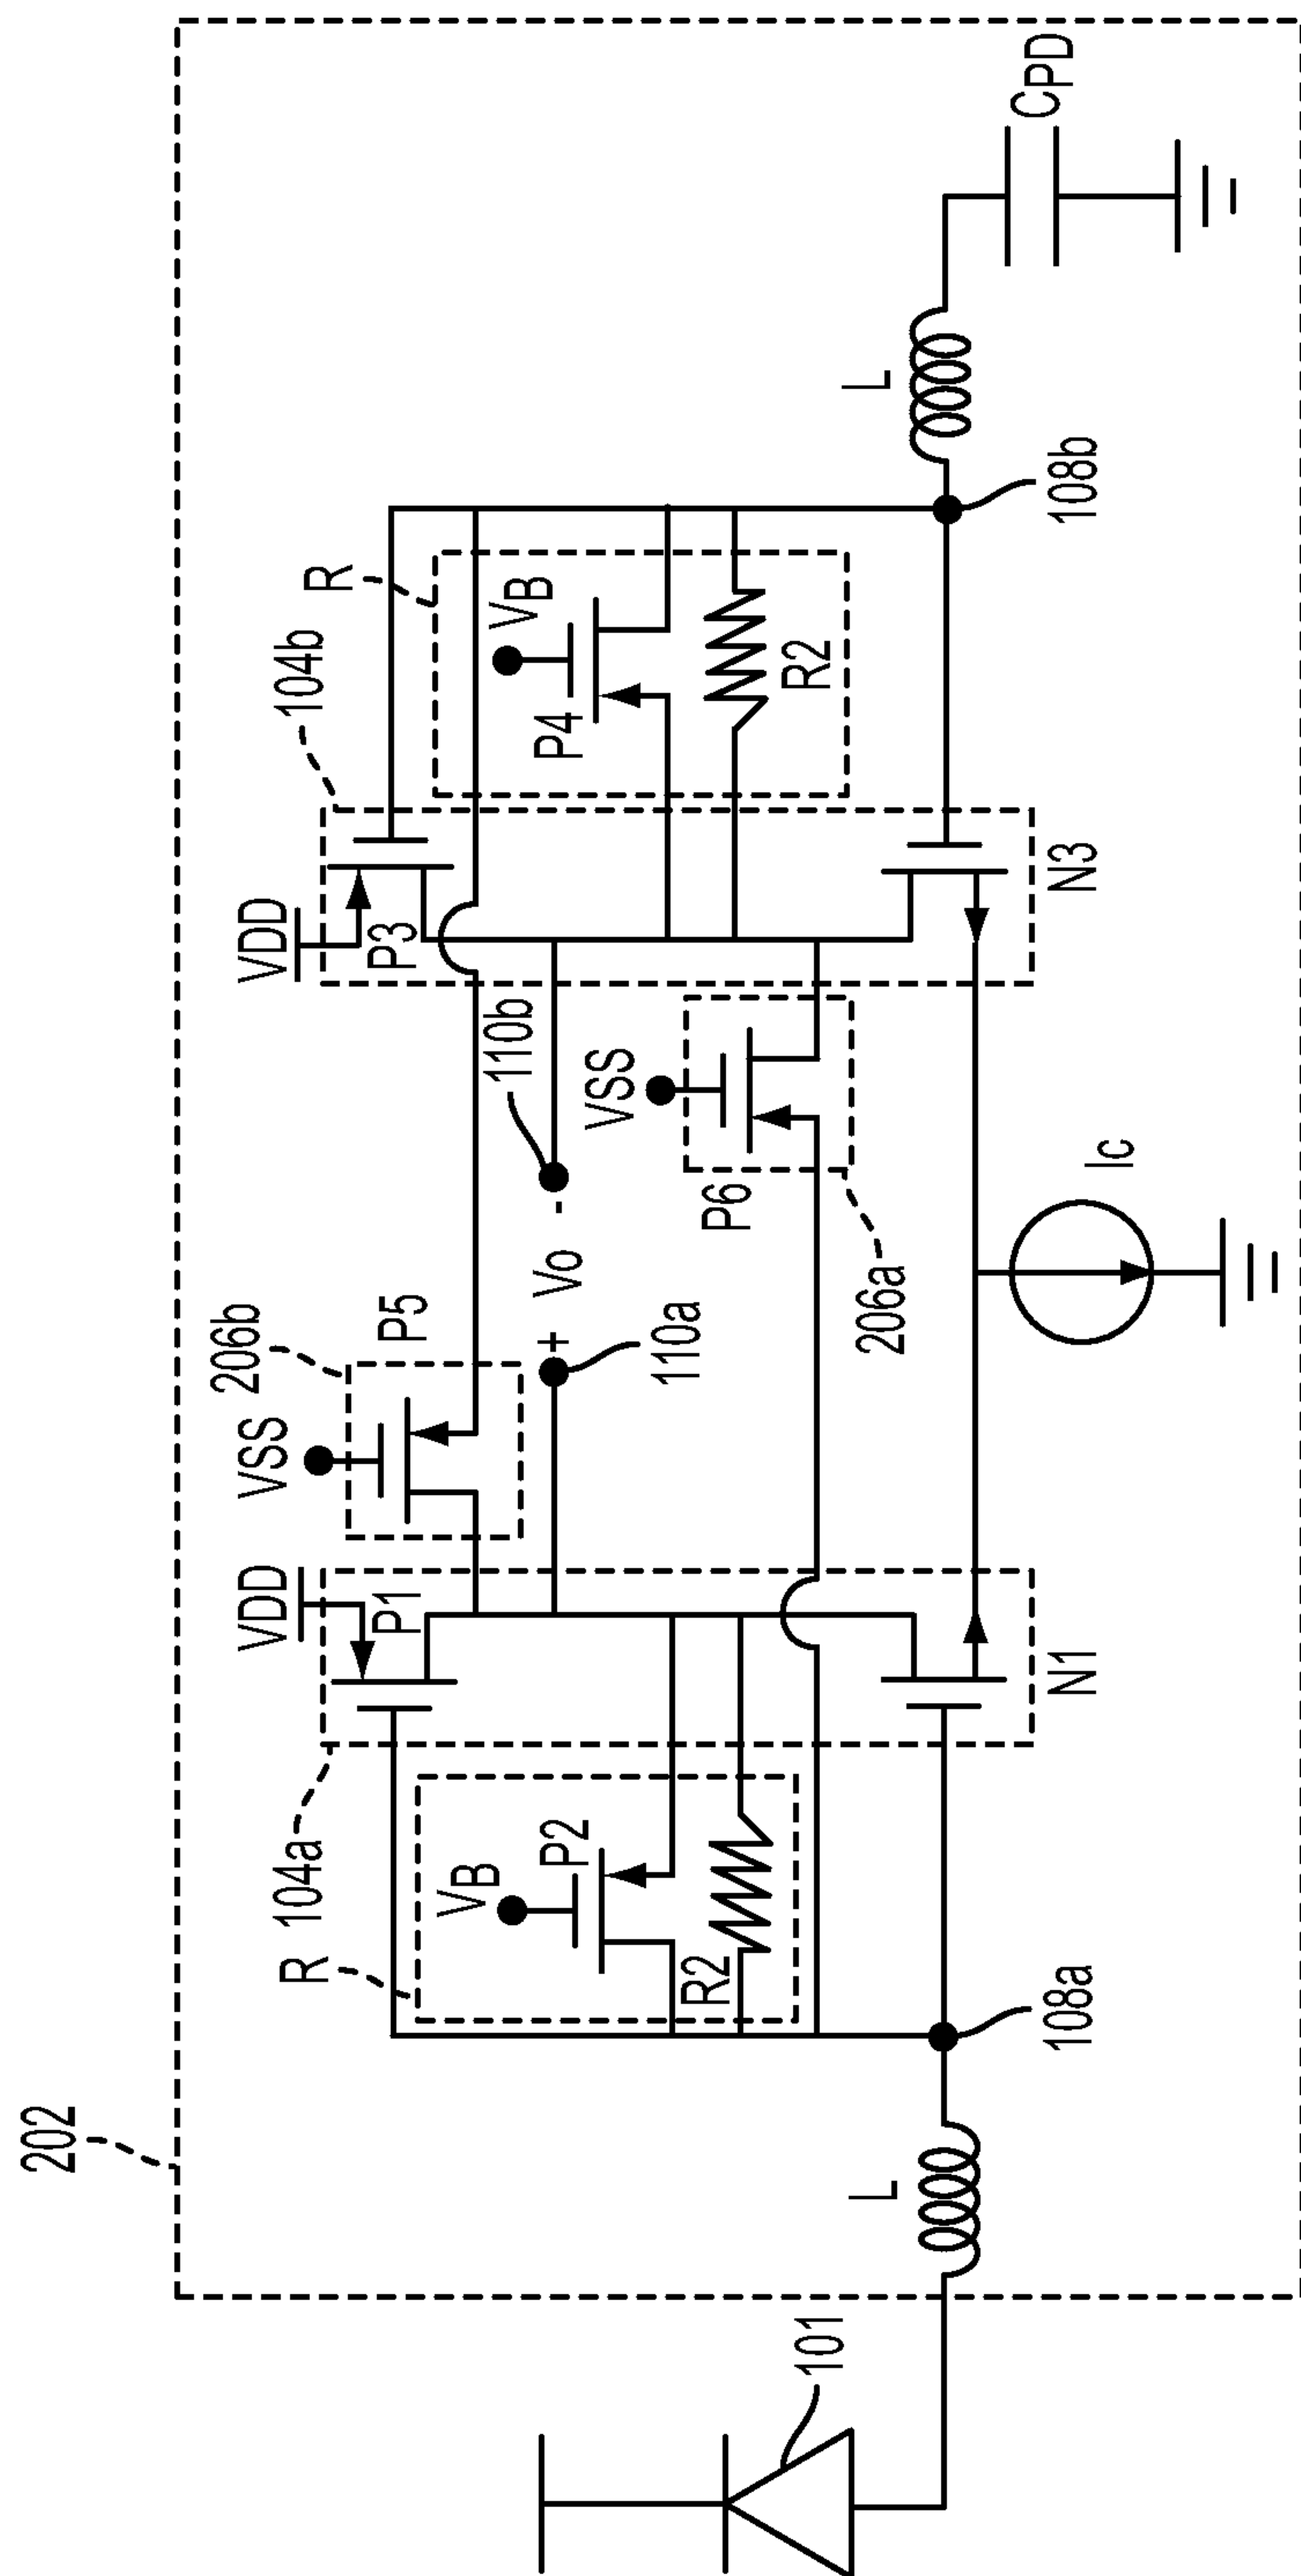 202
101
L
108a
R
VB
P2
R2
104a
VDD
P1
N1
206b
VSS
P5
110a
+ Vo -
110b
Ic
206a
P6
VSS
VDD
P3
104b
N3
R
VB
P4
R2
108b
L
CPD